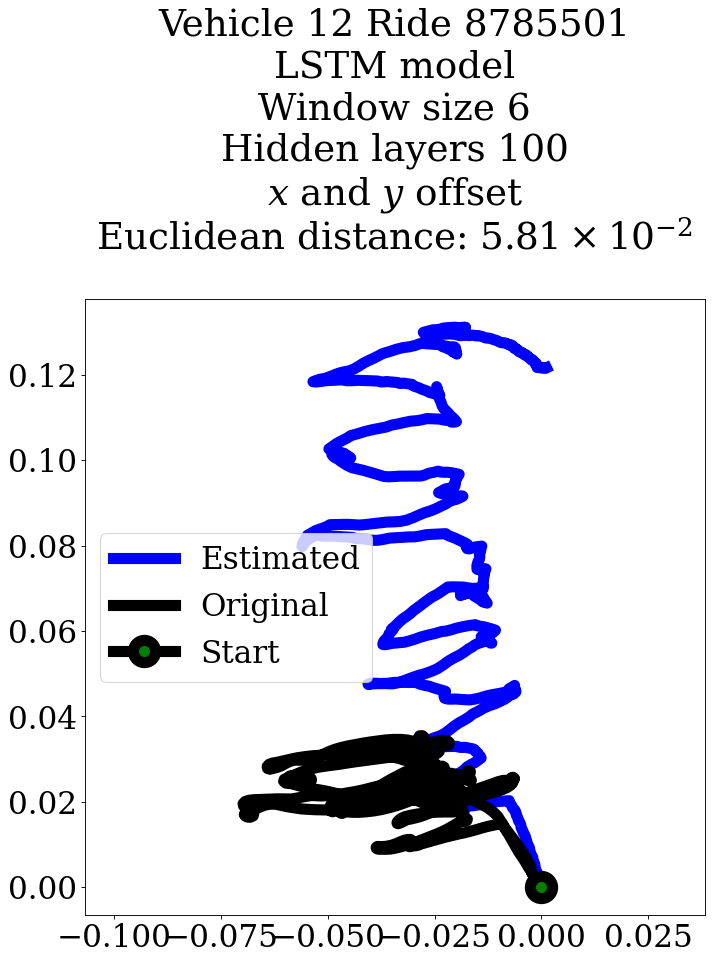 Vehicle 12 Ride 8785501
LSTM model
Window size 6
Hidden layers 100
x and y offset
Euclidean distance: 5.81 × 10⁻²
0.12
0.10
0.08
0.06
0.04
0.02
0.00
Estimated
Original
Start
−0.100 −0.075 −0.050 −0.025 0.000 0.025